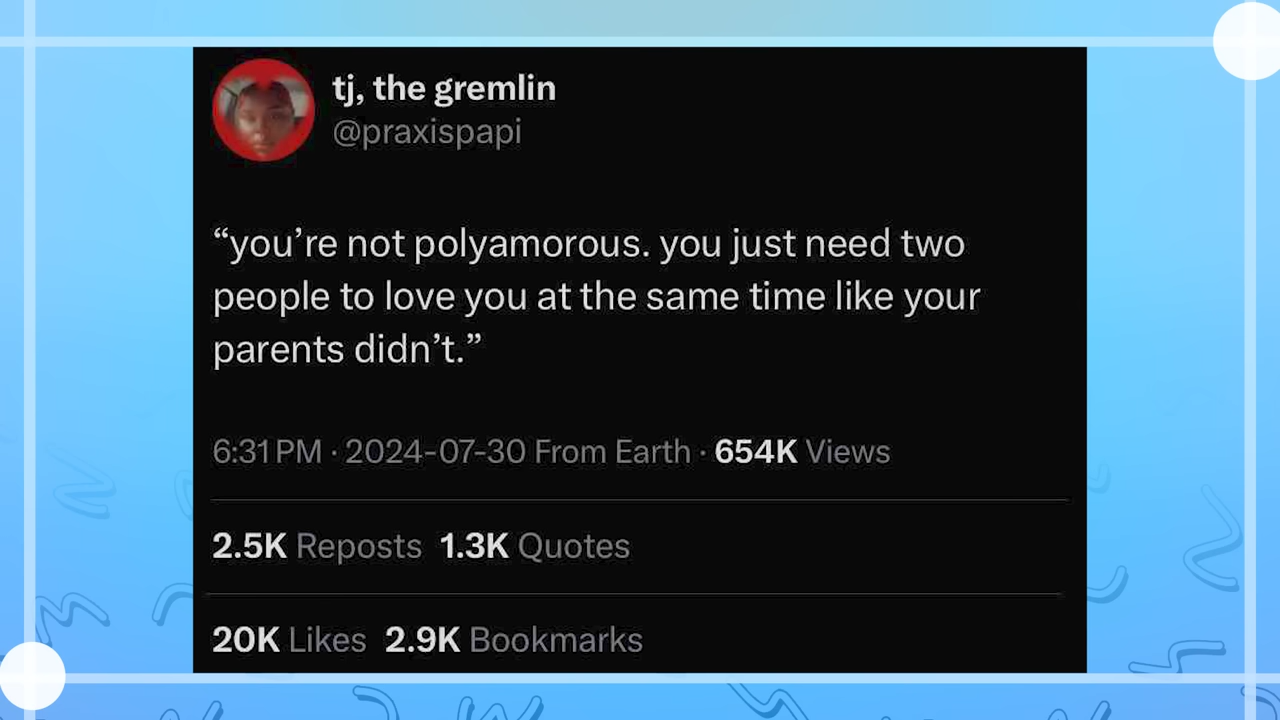 tj, the gremlin
@praxispapi
“you’re not polyamorous. you just need two
people to love you at the same time like your
parents didn’t.”
6:31 PM · 2024-07-30 From Earth · 654K Views
2.5K Reposts 1.3K Quotes
20K Likes 2.9K Bookmarks